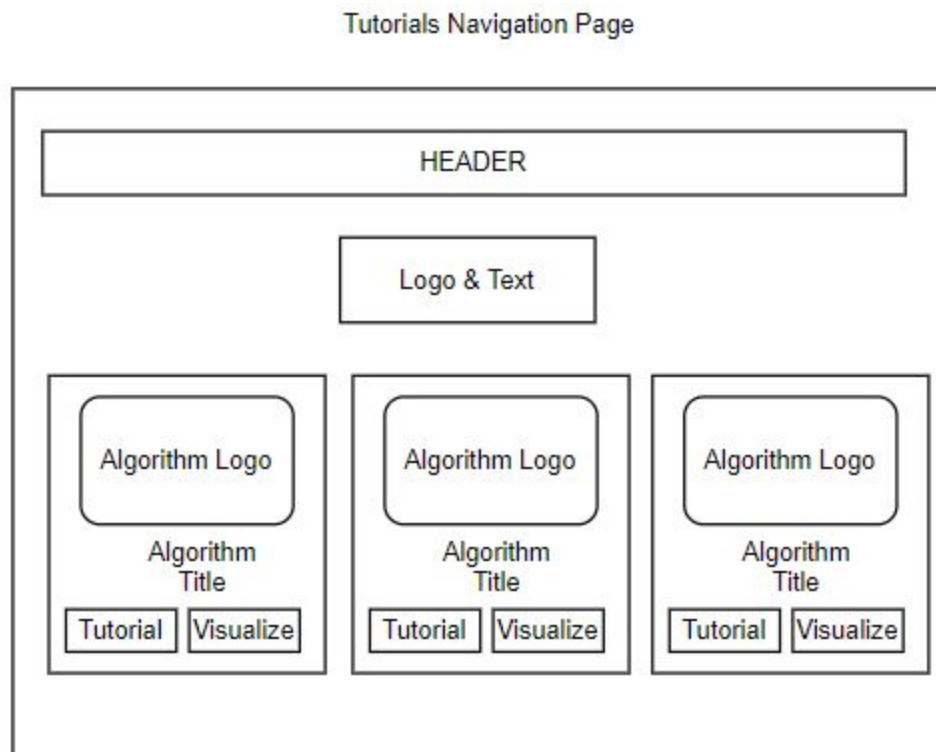 Tutorials Navigation Page
HEADER
Logo & Text
Algorithm Logo
Algorithm
Title
Tutorial
Visualize
Algorithm Logo
Algorithm
Title
Tutorial
Visualize
Algorithm Logo
Algorithm
Title
Tutorial
Visualize